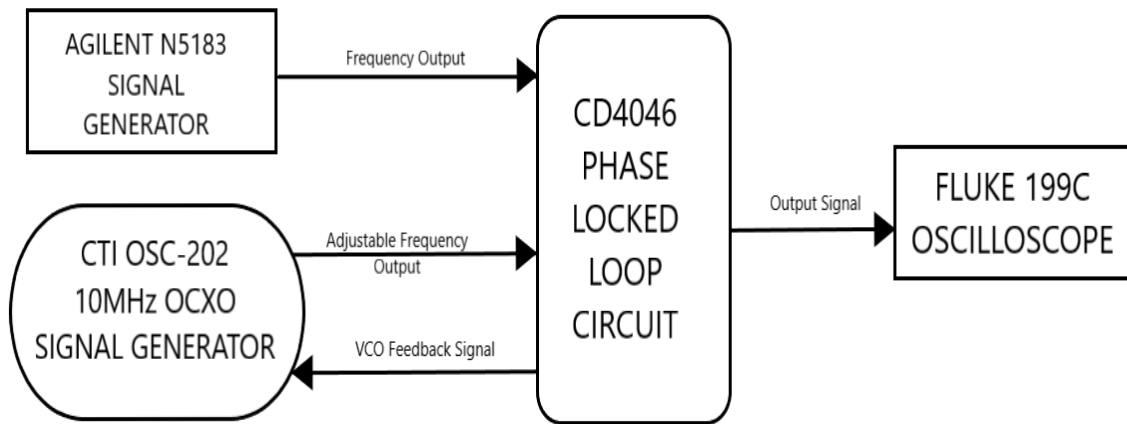 AGILENT N5183
SIGNAL
GENERATOR
Frequency Output
CD4046
PHASE
LOCKED
LOOP
CIRCUIT
Output Signal
FLUKE 199C
OSCILLOSCOPE
CTI OSC-202
10MHz OCXO
SIGNAL GENERATOR
Adjustable Frequency
Output
VCO Feedback Signal